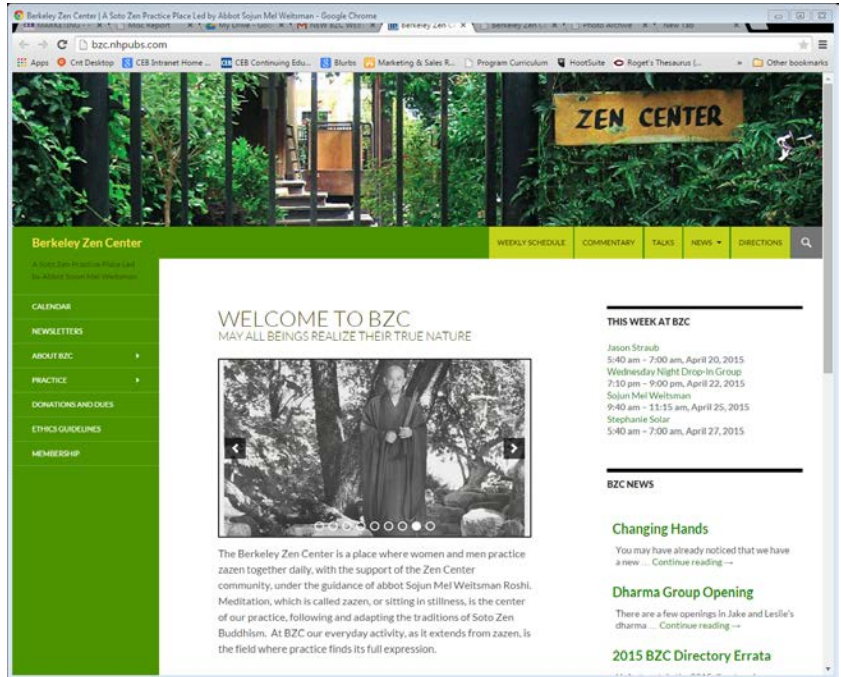 Berkeley Zen Center | A Soto Zen Practice Place Led by Abbot Sojun Mel Weitsman - Google Chrome
bzc.nhpubs.com
Apps Cnt Desktop CEB Intranet Home ... CEB Continuing Edu... Blurbs Marketing & Sales R... Program Curriculum HootSuite Roget's Thesaurus (... » Other bookmarks
ZEN CENTER
Berkeley Zen Center
WEEKLY SCHEDULE COMMENTARY TALKS NEWS DIRECTIONS
A Soto Zen Practice Place Led
by Abbot Sojun Mel Weitsman
CALENDAR
NEWSLETTERS
ABOUT BZC
PRACTICE
DONATIONS AND DUES
ETHICS GUIDELINES
MEMBERSHIP
WELCOME TO BZC
MAY ALL BEINGS REALIZE THEIR TRUE NATURE
The Berkeley Zen Center is a place where women and men practice
zazen together daily, with the support of the Zen Center
community, under the guidance of abbot Sojun Mel Weitsman Roshi.
Meditation, which is called zazen, or sitting in stillness, is the center
of our practice, following and adapting the traditions of Soto Zen
Buddhism. At BZC our everyday activity, as it extends from zazen, is
the field where practice finds its full expression.
THIS WEEK AT BZC
Jason Straub
5:40 am – 7:00 am, April 20, 2015
Wednesday Night Drop-In Group
7:10 pm – 9:00 pm, April 22, 2015
Sojun Mel Weitsman
9:40 am – 11:15 am, April 25, 2015
Stephanie Solar
5:40 am – 7:00 am, April 27, 2015
BZC NEWS
Changing Hands
You may have already noticed that we have
a new … Continue reading →
Dharma Group Opening
There are a few openings in Jake and Leslie's
dharma … Continue reading →
2015 BZC Directory Errata